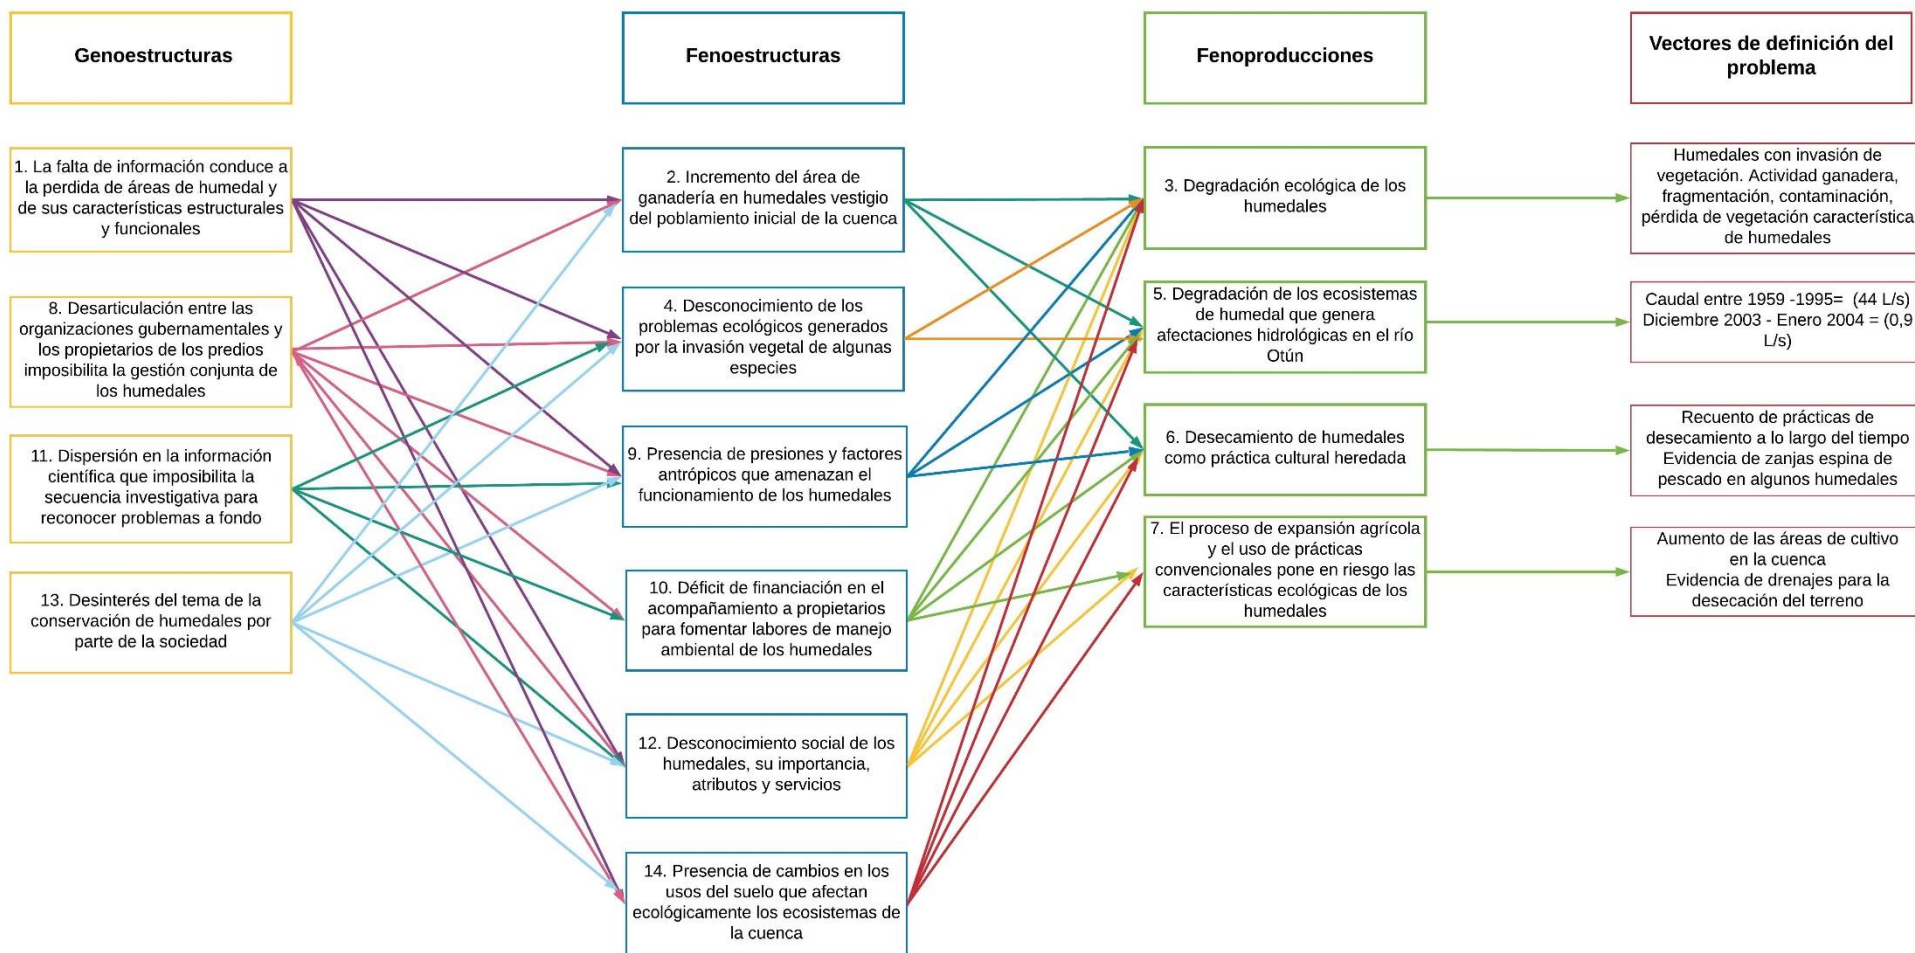 Genoestructuras
Fenoestructuras
Fenoproducciones
Vectores de definición del
problema
1. La falta de información conduce a
la perdida de áreas de humedal y
de sus características estructurales
y funcionales
8. Desarticulación entre las
organizaciones gubernamentales y
los propietarios de los predios
imposibilita la gestión conjunta de
los humedales
11. Dispersión en la información
científica que imposibilita la
secuencia investigativa para
reconocer problemas a fondo
13. Desinterés del tema de la
conservación de humedales por
parte de la sociedad
2. Incremento del área de
ganadería en humedales vestigio
del poblamiento inicial de la cuenca
4. Desconocimiento de los
problemas ecológicos generados
por la invasión vegetal de algunas
especies
9. Presencia de presiones y factores
antrópicos que amenazan el
funcionamiento de los humedales
10. Déficit de financiación en el
acompañamiento a propietarios
para fomentar labores de manejo
ambiental de los humedales
12. Desconocimiento social de los
humedales, su importancia,
atributos y servicios
14. Presencia de cambios en los
usos del suelo que afectan
ecológicamente los ecosistemas de
la cuenca
3. Degradación ecológica de los
humedales
5. Degradación de los ecosistemas
de humedal que genera
afectaciones hidrológicas en el río
Otún
6. Desecamiento de humedales
como práctica cultural heredada
7. El proceso de expansión agrícola
y el uso de prácticas
convencionales pone en riesgo las
características ecológicas de los
humedales
Humedales con invasión de
vegetación. Actividad ganadera,
fragmentación, contaminación,
pérdida de vegetación característica
de humedales
Caudal entre 1959 -1995= (44 L/s)
Diciembre 2003 - Enero 2004 = (0,9
L/s)
Recuento de prácticas de
desecamiento a lo largo del tiempo
Evidencia de zanjas espina de
pescado en algunos humedales
Aumento de las áreas de cultivo
en la cuenca
Evidencia de drenajes para la
desecación del terreno